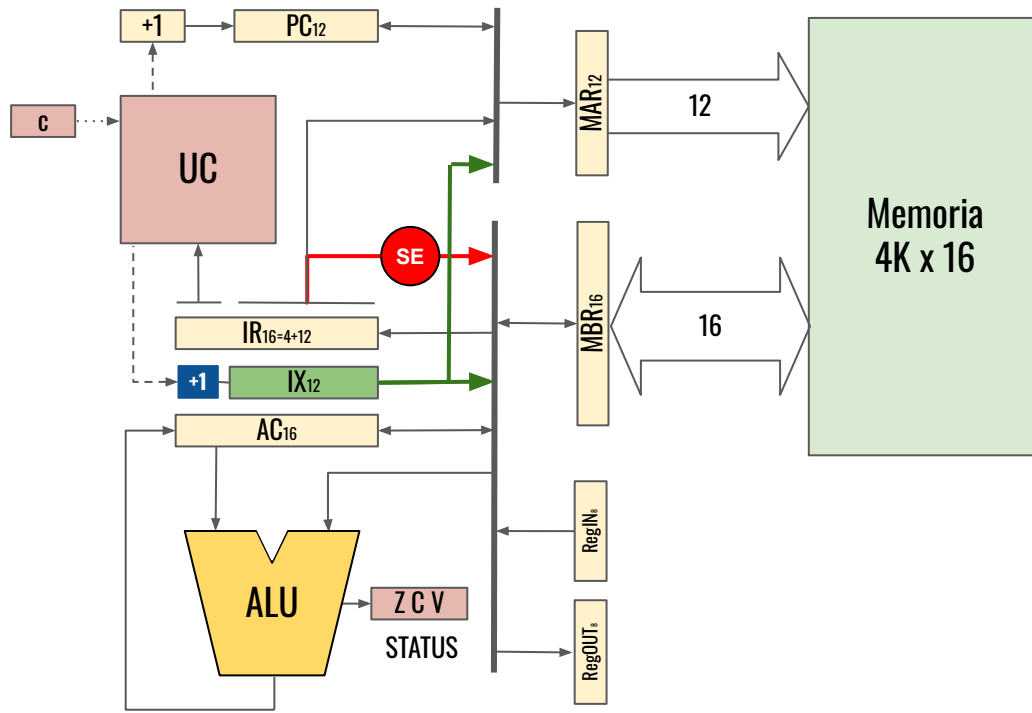 +1
PC₁₂
c
UC
MAR₁₂
12
Memoria
4K x 16
SE
IR₁₆₌₄₊₁₂
MBR₁₆
16
+1
IX₁₂
AC₁₆
RegIN₈
ALU
Z C V
STATUS
RegOUT₈